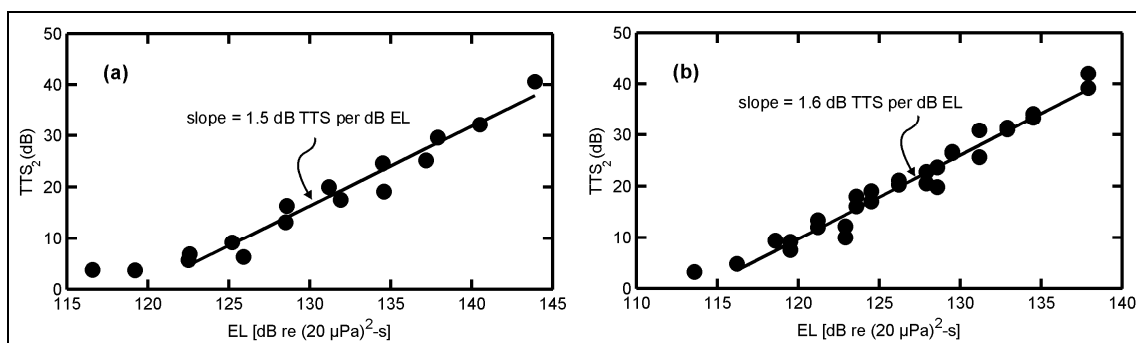 (a)
slope = 1.5 dB TTS per dB EL
TTS2 (dB)
50
40
30
20
10
0
115 120 125 130 135 140 145
EL [dB re (20 µPa)2-s]
(b)
slope = 1.6 dB TTS per dB EL
TTS2 (dB)
50
40
30
20
10
0
110 115 120 125 130 135 140
EL [dB re (20 µPa)2-s]